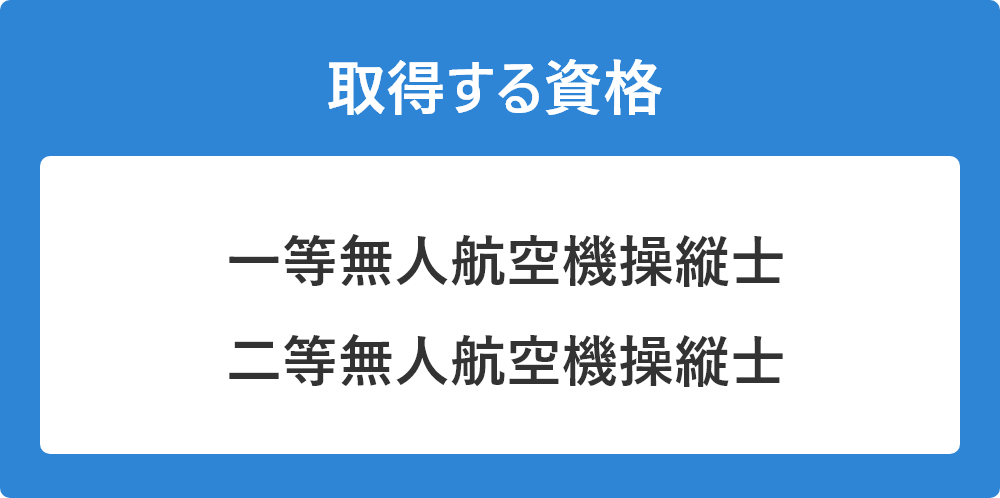 取得する資格
一等無人航空機操縦士
二等無人航空機操縦士